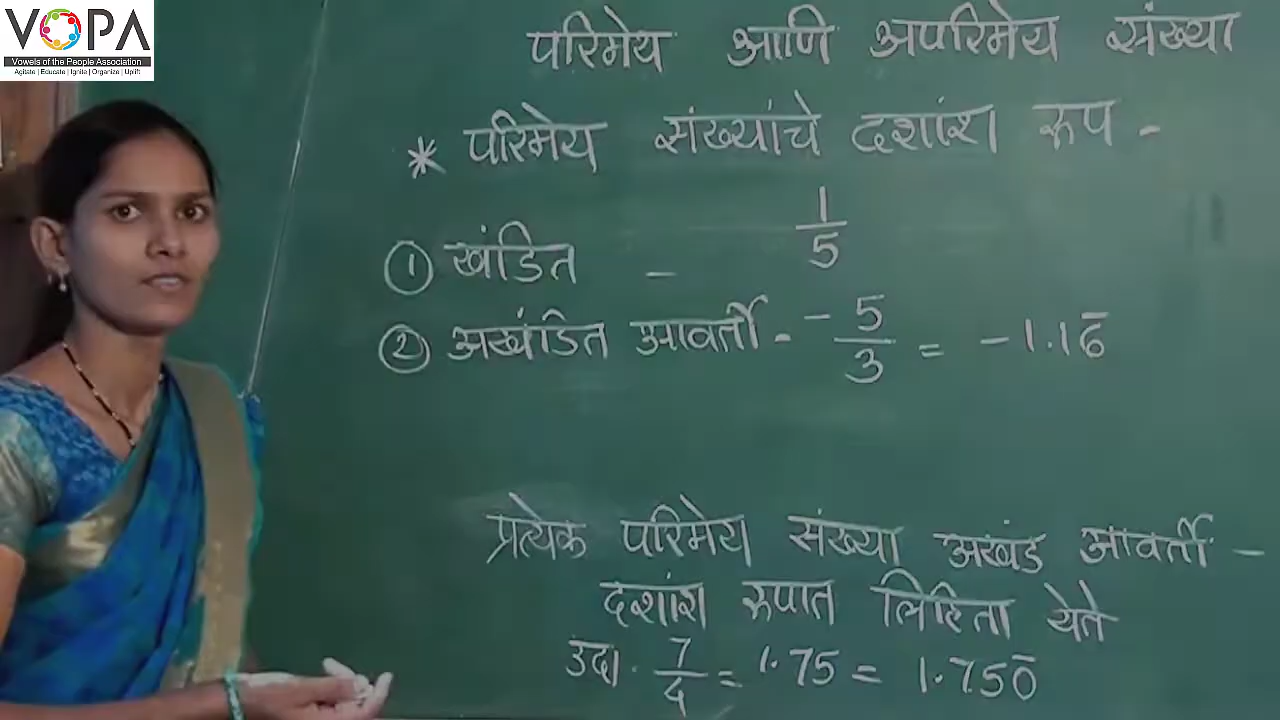 VOPA
Vowels of the People Association
Agitate | Educate | Ignite | Organize | Uplift
परिमेय आणि अपरिमेय संख्या
* परिमेय संख्यांचे दशांश रुप -
① खंडित - 1/5
② अखंडित आवर्ती - -5/3 = -1.16̅
प्रत्येक परिमेय संख्या अखंड आवर्ती -
दशांश रुपात लिहिता येते
उदा. 7/4 = 1.75 = 1.750̅